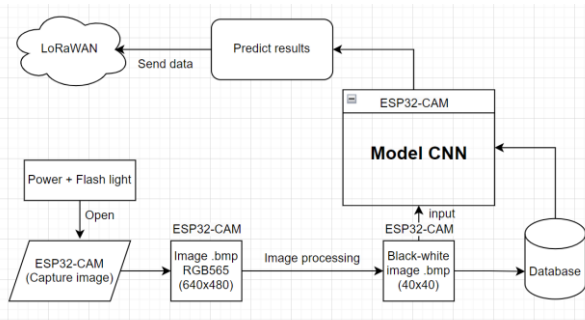 LoRaWAN
Send data
Predict results
ESP32-CAM
Model CNN
Power + Flash light
Open
ESP32-CAM
(Capture image)
ESP32-CAM
Image .bmp
RGB565
(640x480)
Image processing
input
ESP32-CAM
Black-white
image .bmp
(40x40)
Database